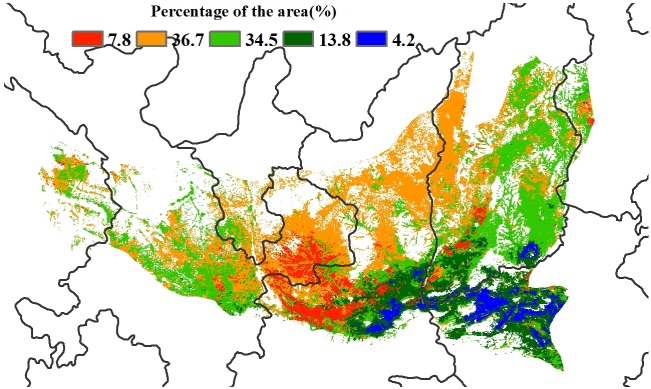 Percentage of the area(%)
7.8 36.7 34.5 13.8 4.2